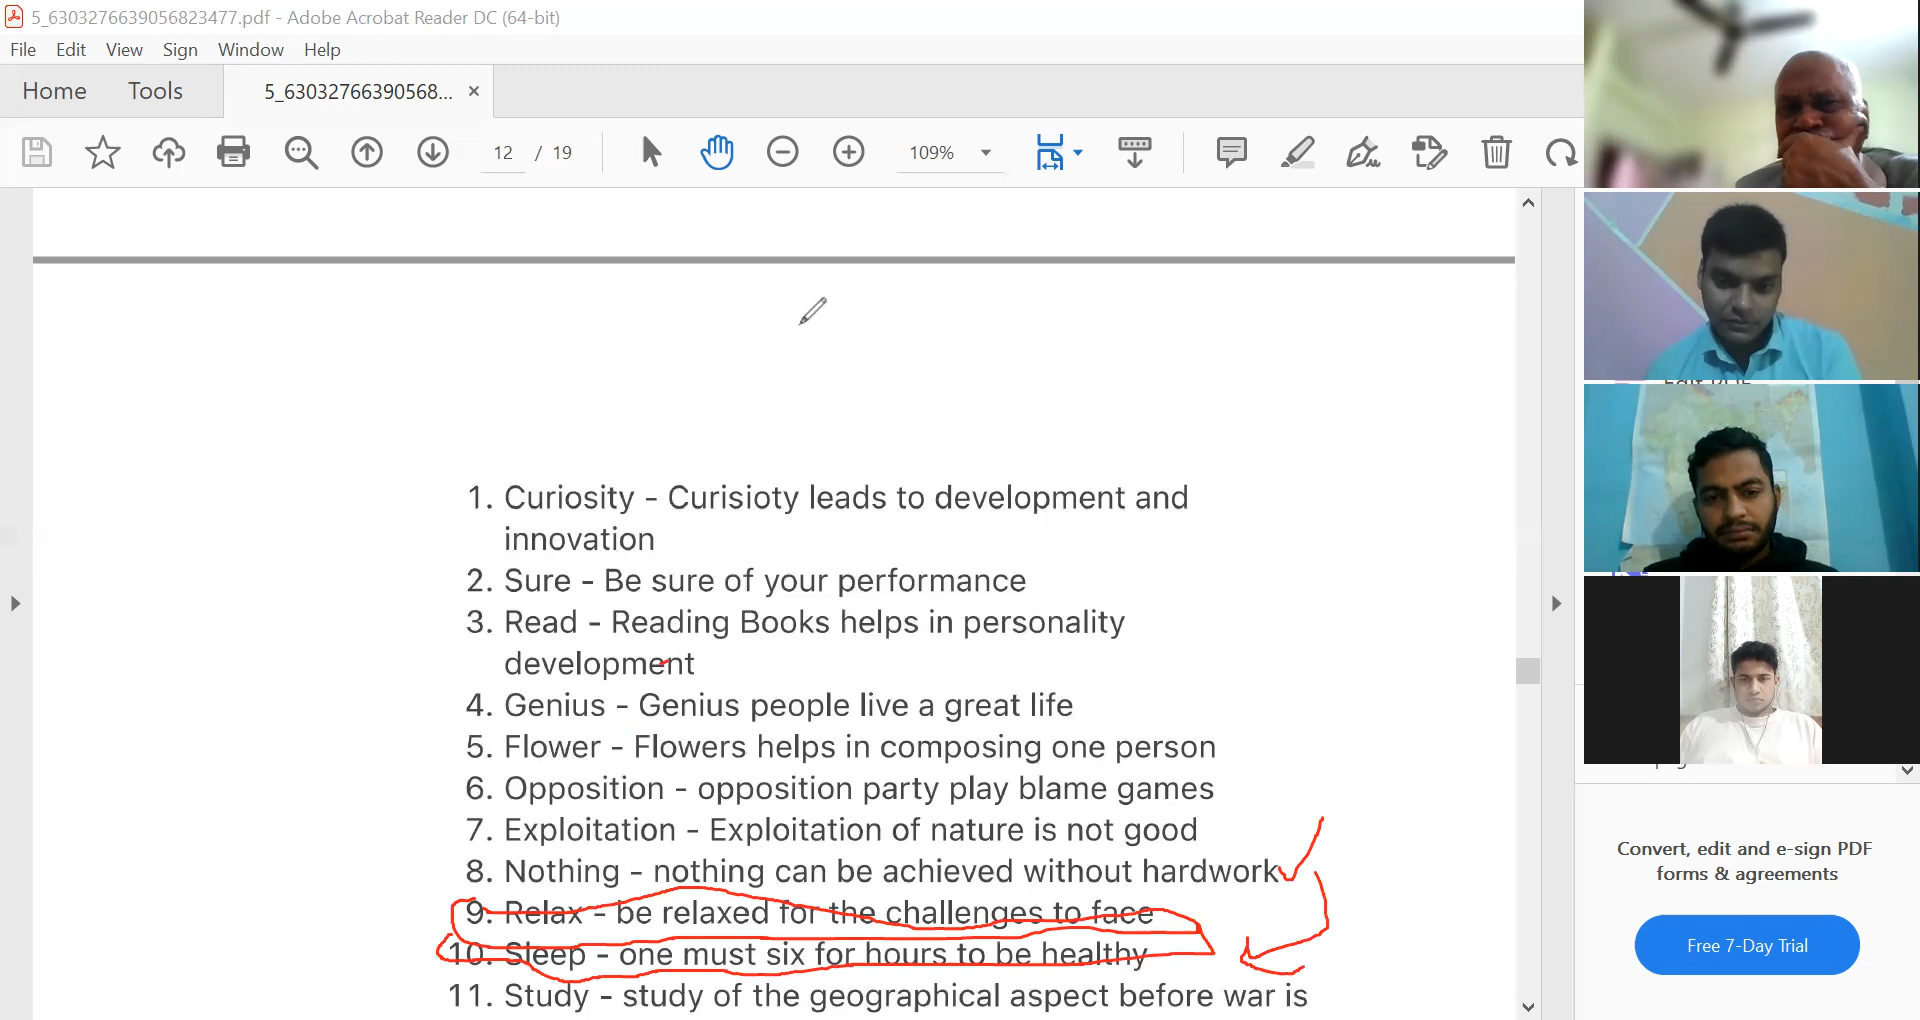 5_6303276639056823477.pdf - Adobe Acrobat Reader DC (64-bit)
File Edit View Sign Window Help
Home Tools 5_63032766390568... ×
12 / 19 109%
1. Curiosity - Curisioty leads to development and
innovation
2. Sure - Be sure of your performance
3. Read - Reading Books helps in personality
development
4. Genius - Genius people live a great life
5. Flower - Flowers helps in composing one person
6. Opposition - opposition party play blame games
7. Exploitation - Exploitation of nature is not good
8. Nothing - nothing can be achieved without hardwork
9. Relax - be relaxed for the challenges to face
10. Sleep - one must six for hours to be healthy
11. Study - study of the geographical aspect before war is
Convert, edit and e-sign PDF
forms & agreements
Free 7-Day Trial